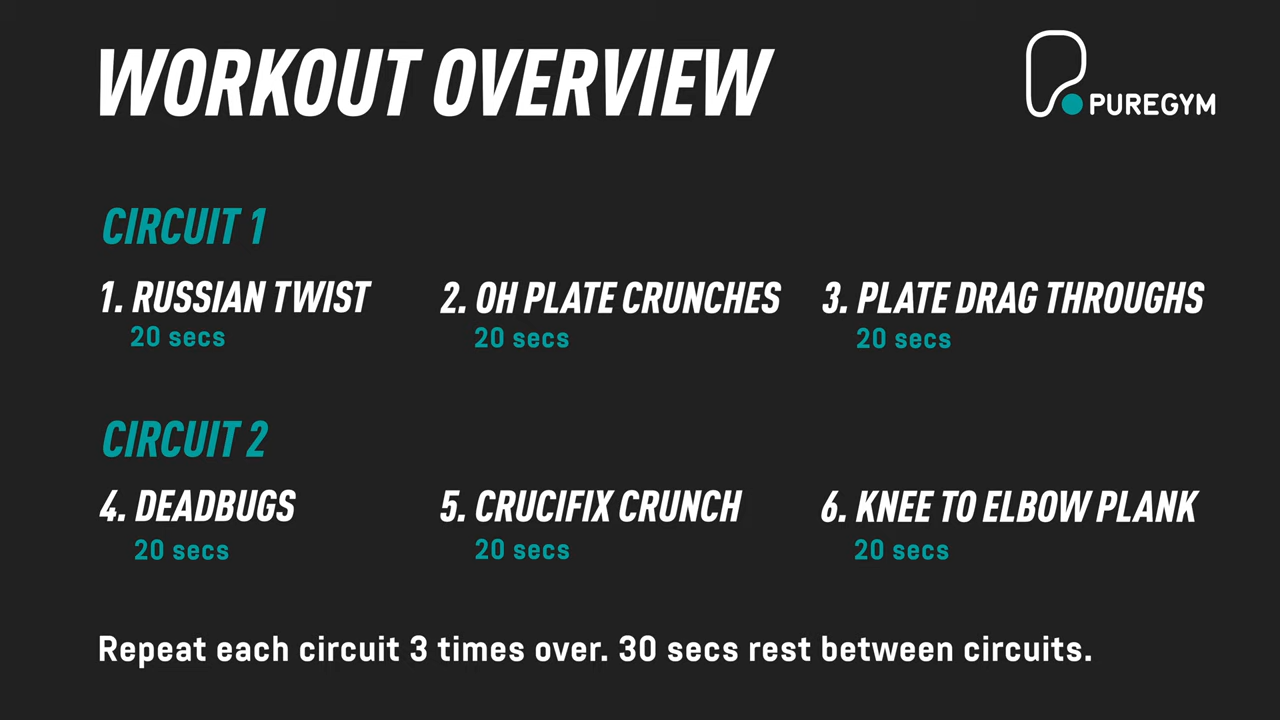 WORKOUT OVERVIEW
PUREGYM
CIRCUIT 1
1. RUSSIAN TWIST
20 secs
2. OH PLATE CRUNCHES
20 secs
3. PLATE DRAG THROUGHS
20 secs
CIRCUIT 2
4. DEADBUGS
20 secs
5. CRUCIFIX CRUNCH
20 secs
6. KNEE TO ELBOW PLANK
20 secs
Repeat each circuit 3 times over. 30 secs rest between circuits.